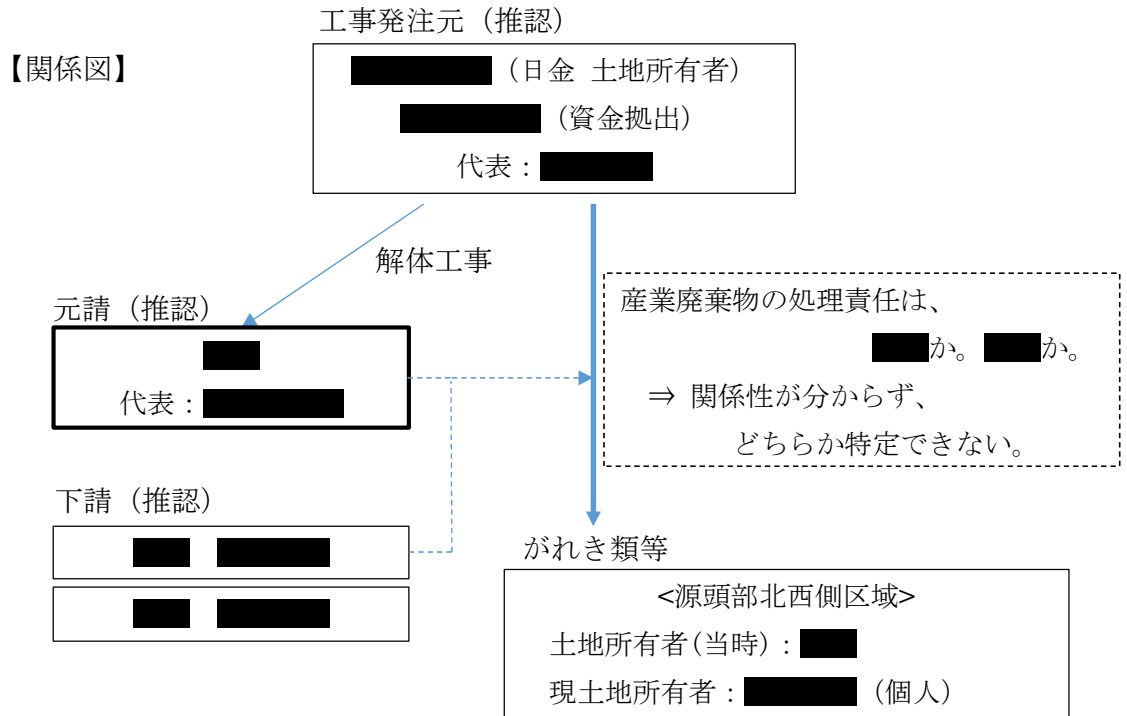 【関係図】
工事発注元（推認）
（日金 土地所有者）
（資金拠出）
代表：
解体工事
元請（推認）
代表：
産業廃棄物の処理責任は、
か。 か。
⇒ 関係性が分からず、
どちらか特定できない。
下請（推認）
がれき類等
<源頭部北西側区域>
土地所有者（当時）：
現土地所有者： （個人）